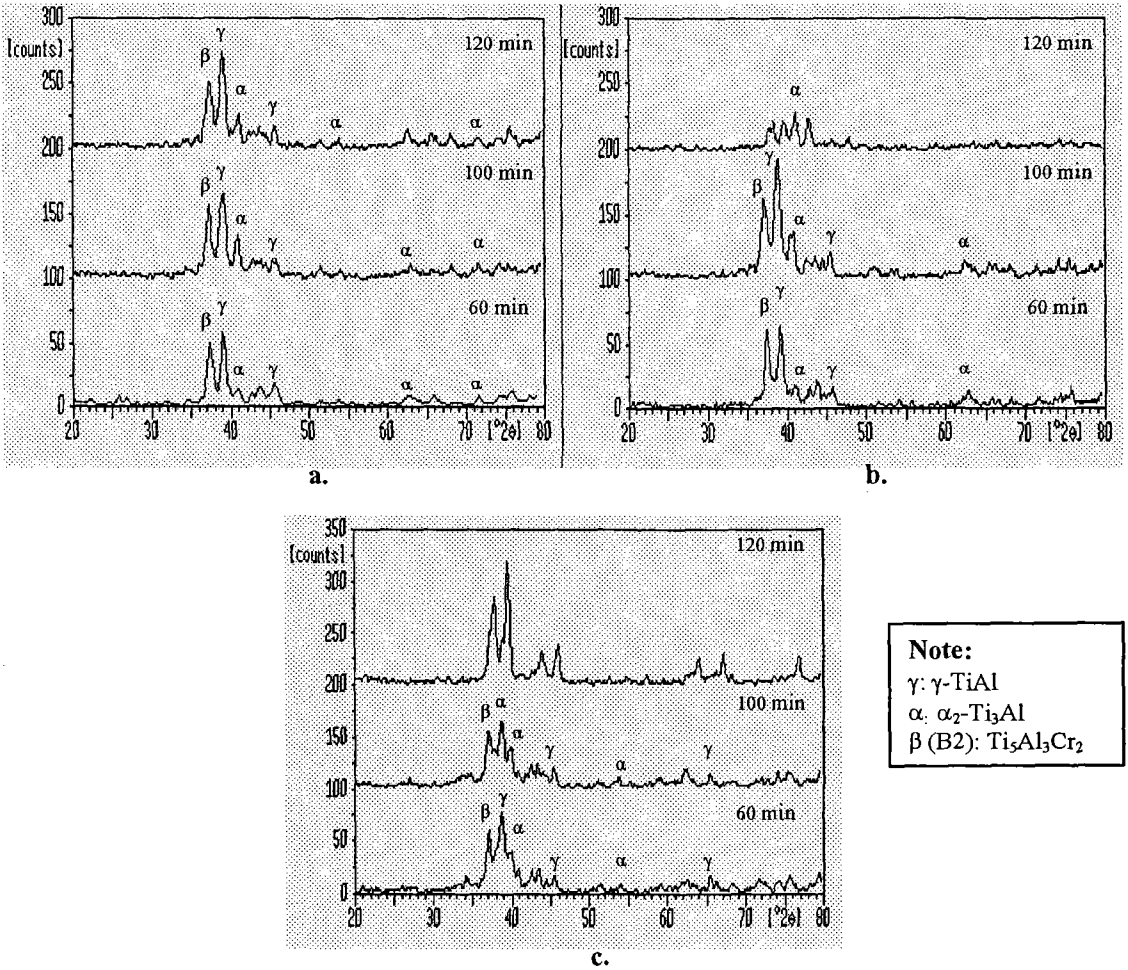 300
[counts]
250
200
150
100
50
0
120 min
γ
β
α
γ
α
α
100 min
γ
β
α
γ
α
α
60 min
γ
β
α
γ
α
α
20 30 40 50 60 70 [°2θ] 80
a.
300
[counts]
250
200
150
100
50
0
120 min
α
100 min
γ
β
α
γ
α
60 min
γ
β
α
γ
α
20 30 40 50 60 70 [°2θ] 80
b.
350
[counts]
300
250
200
150
100
50
0
120 min
100 min
β α
α
γ
α
γ
60 min
γ
β
α
γ
α
γ
20 30 40 50 60 70 [°2θ] 80
c.
Note:
γ: γ-TiAl
α: α₂-Ti₃Al
β (B2): Ti₅Al₃Cr₂